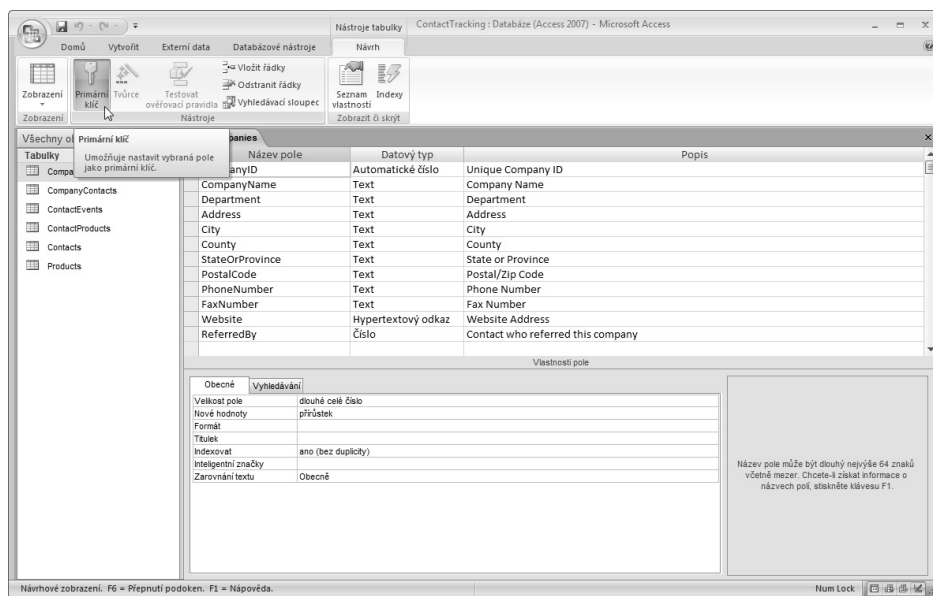 Nástroje tabulky
ContactTracking : Databáze (Access 2007) - Microsoft Access
Domů Vytvořit Externí data Databázové nástroje Návrh
Zobrazení
Primární klíč
Tvůrce
Testovat ověřovací pravidla
Vložit řádky
Odstranit řádky
Vyhledávací sloupec
Seznam vlastností
Indexy
Zobrazení Nástroje Zobrazit či skrýt
Všechny
Primární klíč
Umožňuje nastavit vybraná pole
jako primární klíč.
Tabulky
CompanyContacts
ContactEvents
ContactProducts
Contacts
Products
Název pole Datový typ Popis
Automatické číslo Unique Company ID
CompanyName Text Company Name
Department Text Department
Address Text Address
City Text City
County Text County
StateOrProvince Text State or Province
PostalCode Text Postal/Zip Code
PhoneNumber Text Phone Number
FaxNumber Text Fax Number
Website Hypertextový odkaz Website Address
ReferredBy Číslo Contact who referred this company
Vlastnosti pole
Obecné Vyhledávání
Velikost pole dlouhé celé číslo
Nové hodnoty přírůstek
Formát
Titulek
Indexovat ano (bez duplicity)
Inteligentní značky
Zarovnání textu Obecně
Název pole může být dlouhý nejvýše 64 znaků
včetně mezer. Chcete-li získat informace o
názvech polí, stiskněte klávesu F1.
Návrhové zobrazení. F6 = Přepnutí podoken. F1 = Nápověda.
Num Lock